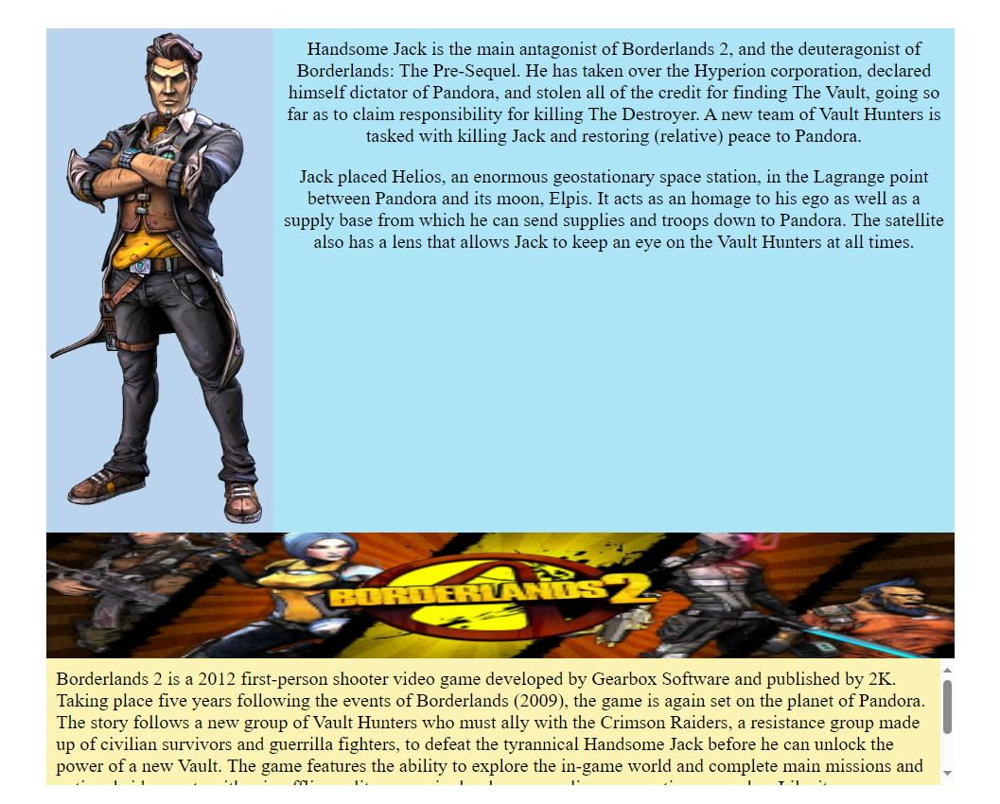 Handsome Jack is the main antagonist of Borderlands 2, and the deuteragonist of
Borderlands: The Pre-Sequel. He has taken over the Hyperion corporation, declared
himself dictator of Pandora, and stolen all of the credit for finding The Vault, going so
far as to claim responsibility for killing The Destroyer. A new team of Vault Hunters is
tasked with killing Jack and restoring (relative) peace to Pandora.
Jack placed Helios, an enormous geostationary space station, in the Lagrange point
between Pandora and its moon, Elpis. It acts as an homage to his ego as well as a
supply base from which he can send supplies and troops down to Pandora. The satellite
also has a lens that allows Jack to keep an eye on the Vault Hunters at all times.
BORDERLANDS 2
Borderlands 2 is a 2012 first-person shooter video game developed by Gearbox Software and published by 2K.
Taking place five years following the events of Borderlands (2009), the game is again set on the planet of Pandora.
The story follows a new group of Vault Hunters who must ally with the Crimson Raiders, a resistance group made
up of civilian survivors and guerrilla fighters, to defeat the tyrannical Handsome Jack before he can unlock the
power of a new Vault. The game features the ability to explore the in-game world and complete main missions and